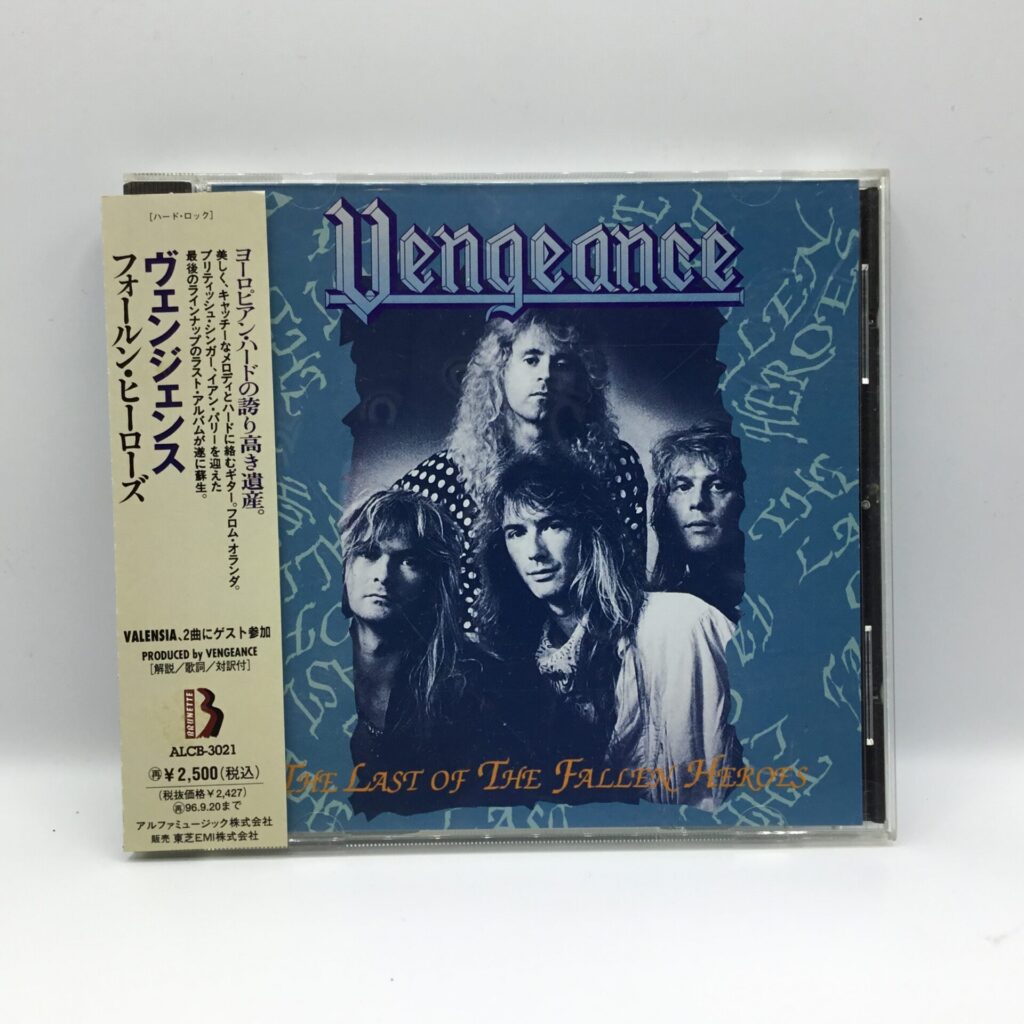 [ハード・ロック]
ヴェンジェンス
フォールン・ヒーローズ
ヨーロピアン・ハードの誇り高き遺産。
美しく、キャッチーなメロディとハードに絡むギター。フロム・オランダ。
ブリティッシュ・シンガー、イアン・パリーを迎えた
最後のラインナップのラスト・アルバムが遂に蘇生。
VALENSIA、2曲にゲスト参加
PRODUCED by VENGEANCE
[解説／歌詞／対訳付]
BRUNETTE
B
ALCB-3021
再¥2,500(税込)
(税抜価格¥2,427)
再96.9.20まで
アルファミュージック株式会社
販売 東芝EMI株式会社
Vengeance
HEROES
THE LAST OF THE FALLEN HEROES